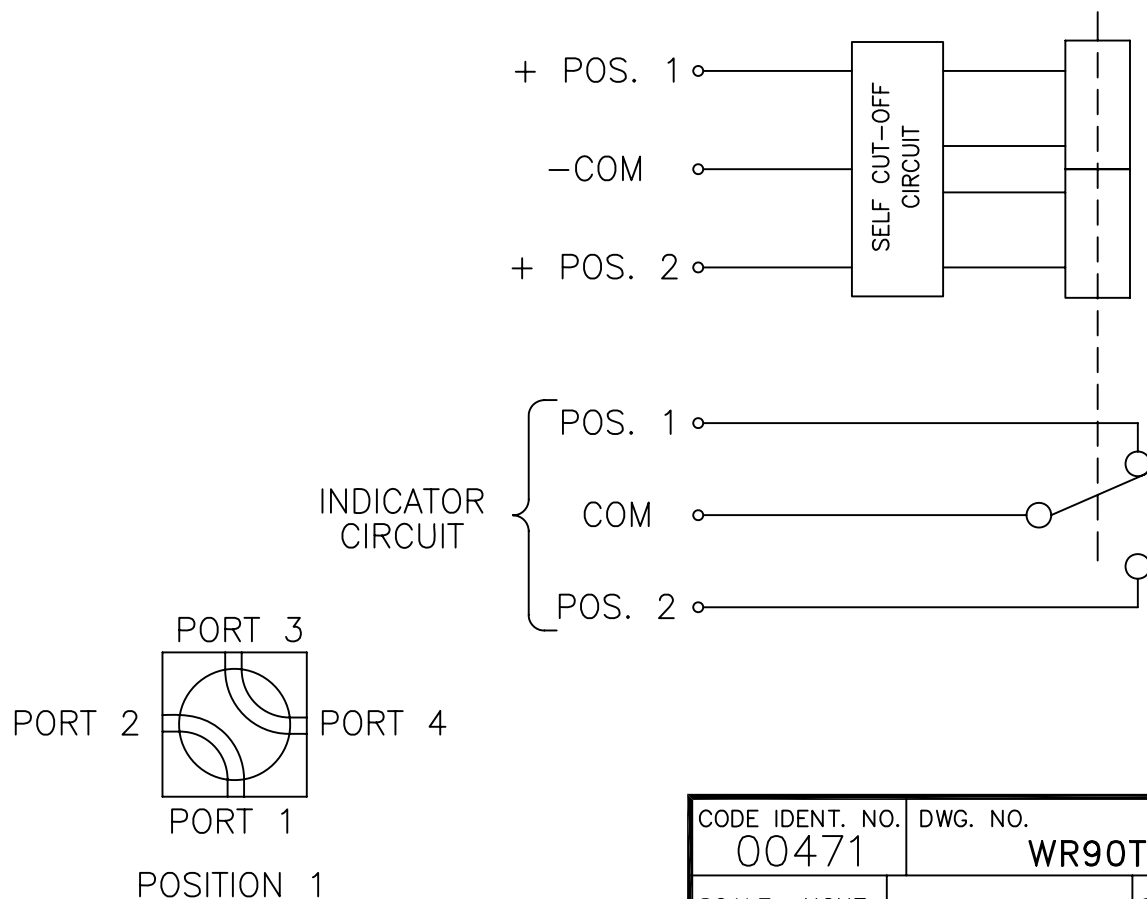 + POS. 1
-COM
+ POS. 2
SELF CUT-OFF
CIRCUIT
INDICATOR
CIRCUIT
POS. 1
COM
POS. 2
PORT 3
PORT 2
PORT 4
PORT 1
POSITION 1
CODE IDENT. NO.
00471
DWG. NO.
WR90T